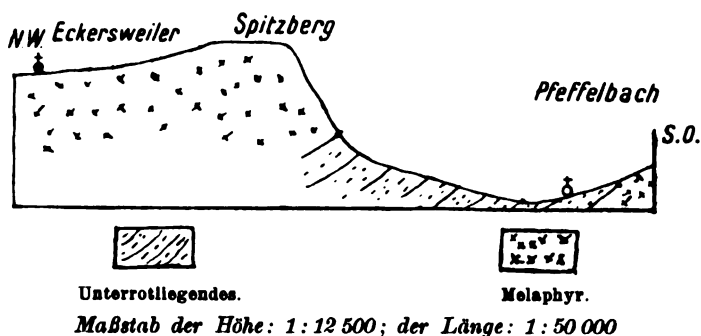 Spitzberg
N.W. Eckersweiler
Pfeffelbach
S.O.
Unterrotliegendes.
Melaphyr.
Maßstab der Höhe: 1:12 500; der Länge: 1:50 000